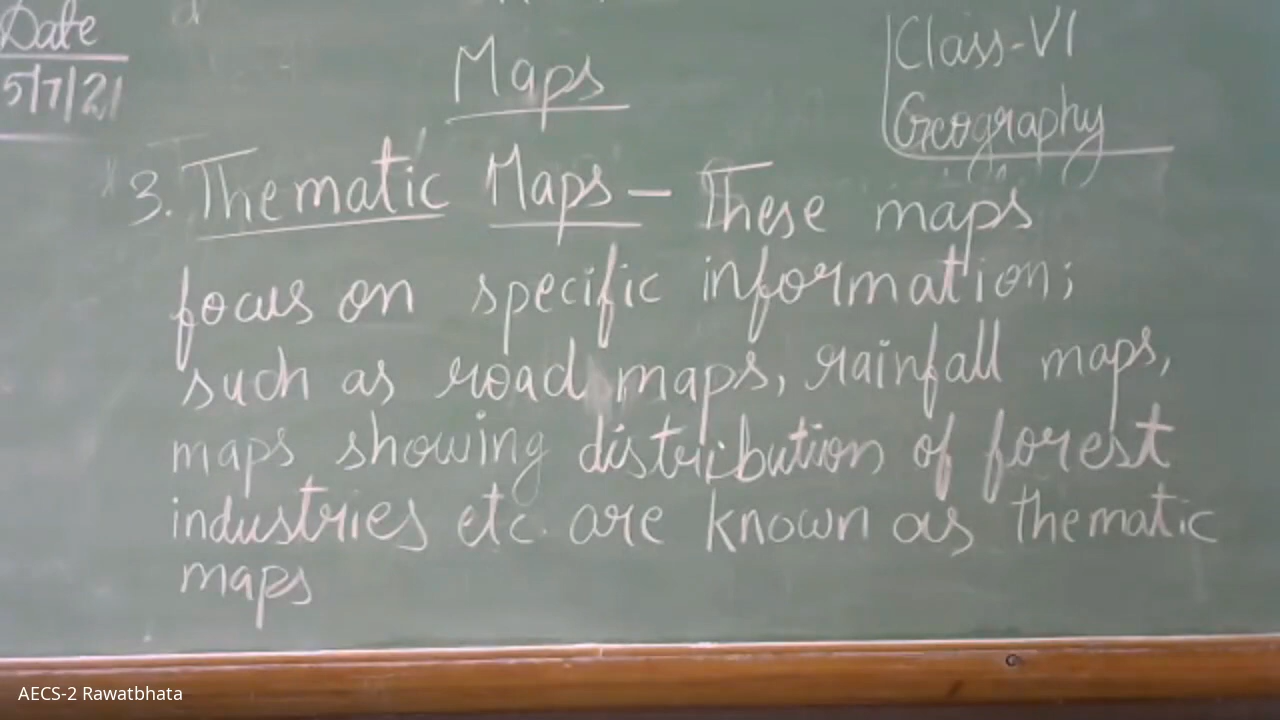 Date
5/7/21
Maps
Class-VI
Geography
3. Thematic Maps – These maps
focus on specific information;
such as road maps, rainfall maps,
maps showing distribution of forest
industries etc. are known as thematic
maps
AECS-2 Rawatbhata